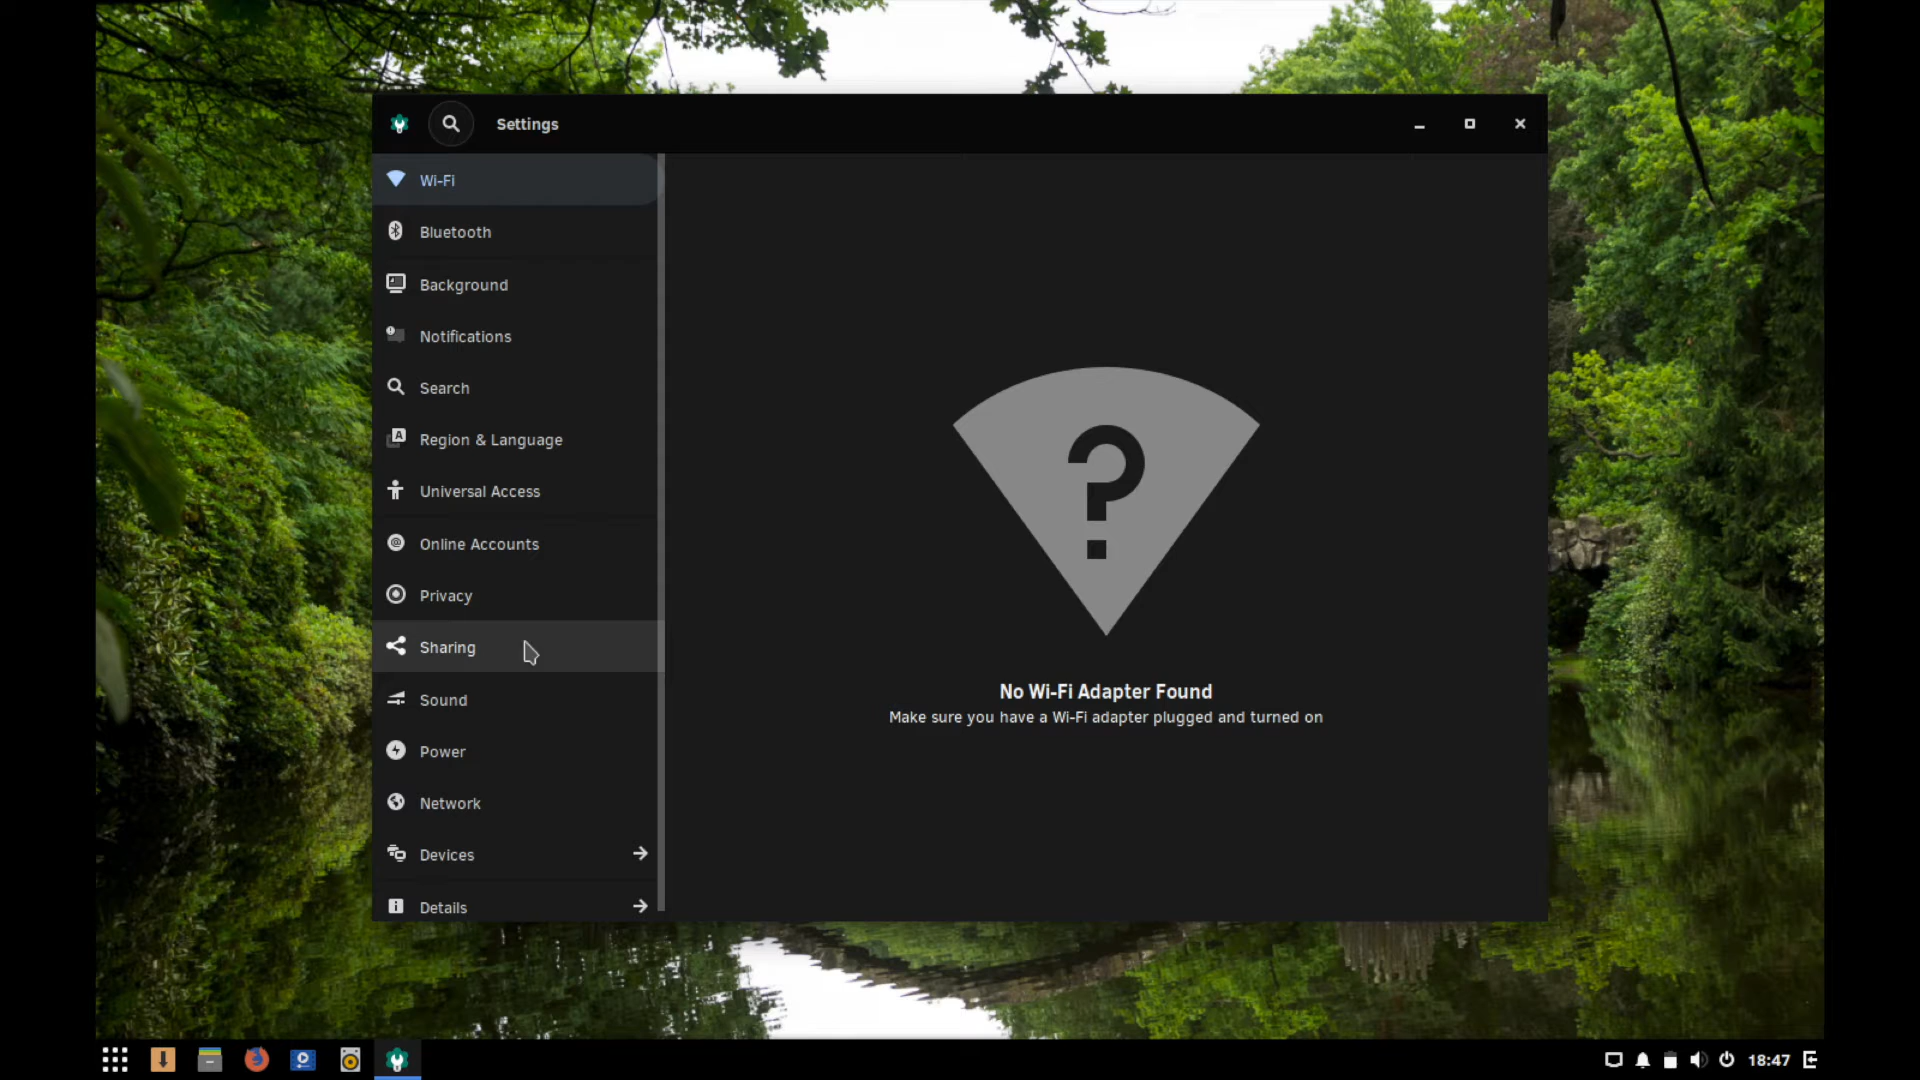 Settings
Wi-Fi
Bluetooth
Background
Notifications
Search
Region & Language
Universal Access
Online Accounts
Privacy
Sharing
Sound
Power
Network
Devices
Details
No Wi-Fi Adapter Found
Make sure you have a Wi-Fi adapter plugged and turned on
18:47